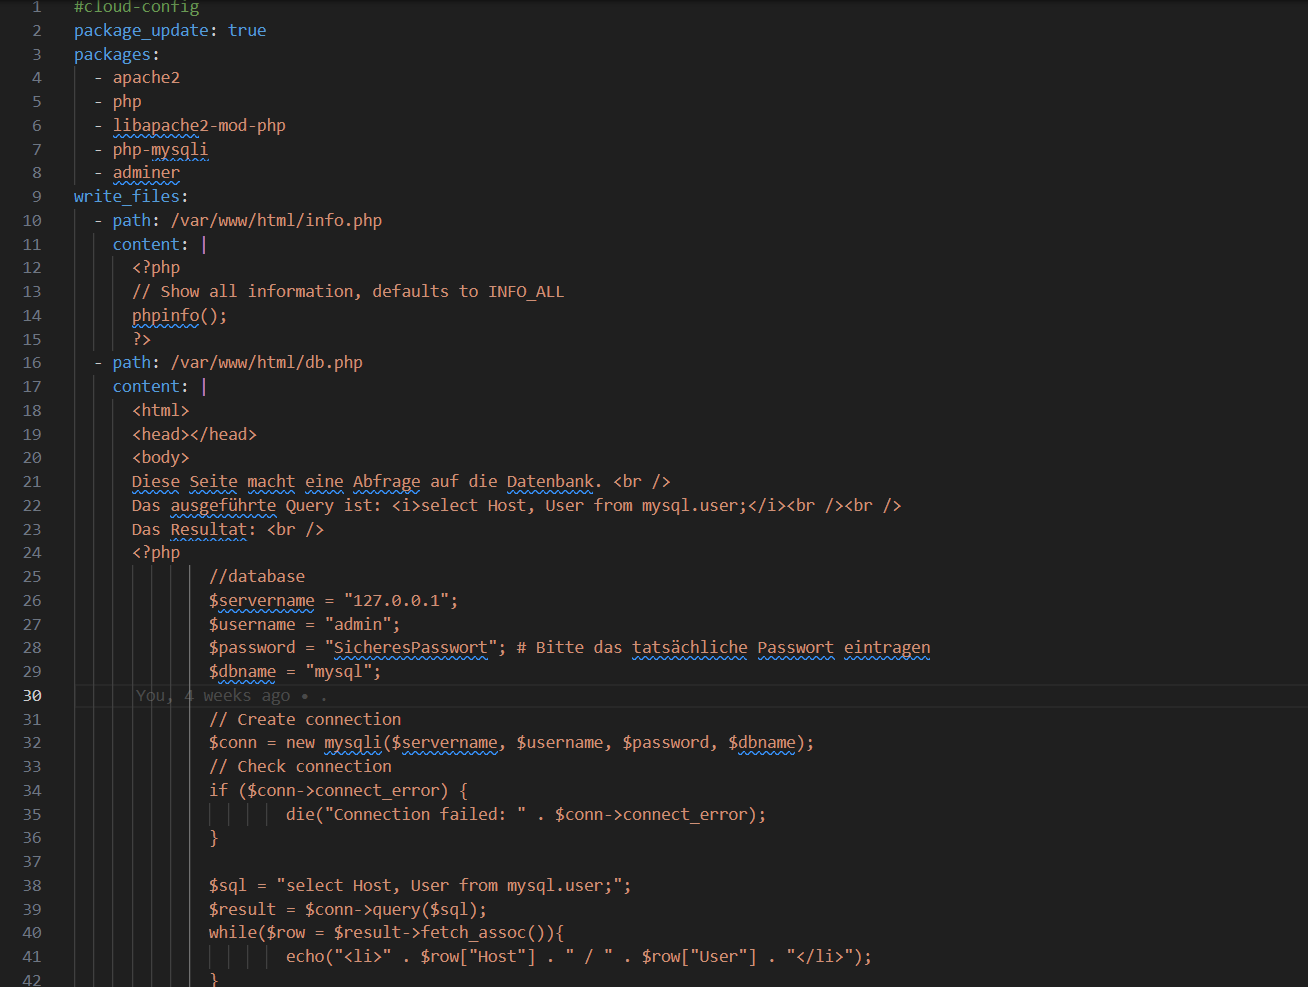 1 #cloud-config
2 package_update: true
3 packages:
4   - apache2
5   - php
6   - libapache2-mod-php
7   - php-mysqli
8   - adminer
9 write_files:
10   - path: /var/www/html/info.php
11     content: |
12       <?php
13       // Show all information, defaults to INFO_ALL
14       phpinfo();
15       ?>
16   - path: /var/www/html/db.php
17     content: |
18       <html>
19       <head></head>
20       <body>
21       Diese Seite macht eine Abfrage auf die Datenbank. <br />
22       Das ausgeführte Query ist: <i>select Host, User from mysql.user;</i><br /><br />
23       Das Resultat: <br />
24       <?php
25               //database
26               $servername = "127.0.0.1";
27               $username = "admin";
28               $password = "SicheresPasswort"; # Bitte das tatsächliche Passwort eintragen
29               $dbname = "mysql";
30       You, 4 weeks ago • .
31               // Create connection
32               $conn = new mysqli($servername, $username, $password, $dbname);
33               // Check connection
34               if ($conn->connect_error) {
35                       die("Connection failed: " . $conn->connect_error);
36               }
37
38               $sql = "select Host, User from mysql.user;";
39               $result = $conn->query($sql);
40               while($row = $result->fetch_assoc()){
41                       echo("<li>" . $row["Host"] . " / " . $row["User"] . "</li>");
42               }